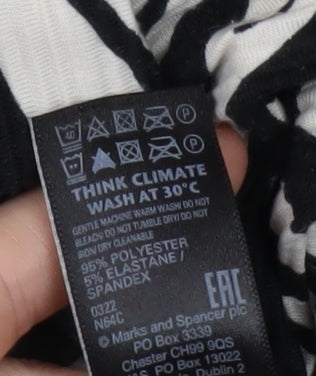 40 P
P
THINK CLIMATE
WASH AT 30°C
GENTLE MACHINE WARM WASH DO NOT
BLEACH/ DO NOT TUMBLE DRY/ DO NOT
IRON/ DRY CLEANABLE
95% POLYESTER
5% ELASTANE/
SPANDEX
0322
N64C
EAC
© Marks and Spencer plc
PO Box 3339
Chester CH99 9QS
PO Box 13022
Dublin 2